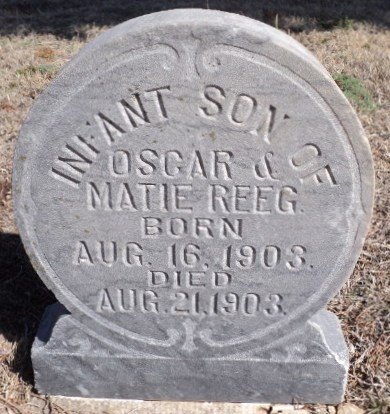 INFANT SON OF
OSCAR &
MATIE REEG.
BORN
AUG. 16, 1903.
DIED
AUG. 21, 1903.